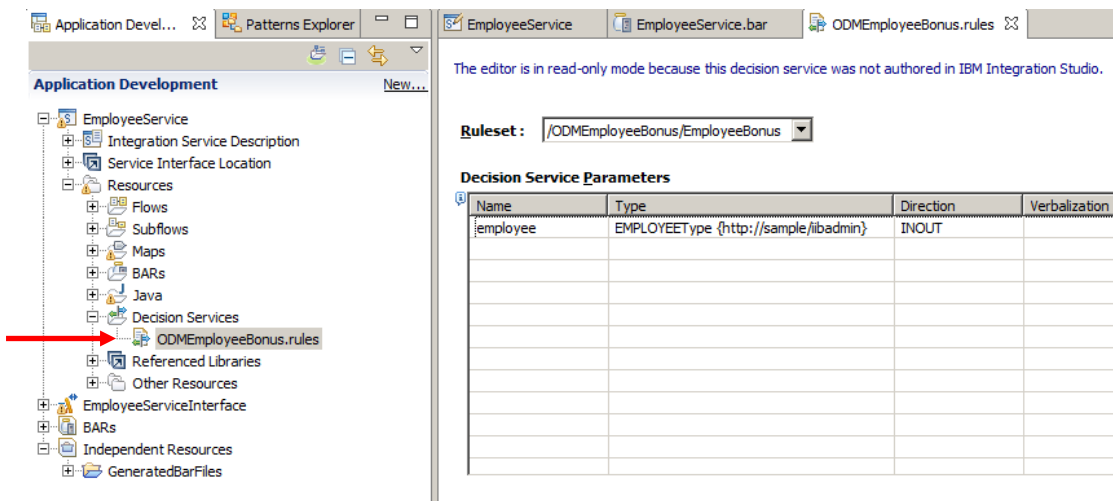 Application Devel...
Patterns Explorer
Application Development
New...
EmployeeService
Integration Service Description
Service Interface Location
Resources
Flows
Subflows
Maps
BARs
Java
Decision Services
ODMEmployeeBonus.rules
Referenced Libraries
Other Resources
EmployeeServiceInterface
BARs
Independent Resources
GeneratedBarFiles
EmployeeService
EmployeeService.bar
ODMEmployeeBonus.rules
The editor is in read-only mode because this decision service was not authored in IBM Integration Studio.
Ruleset : /ODMEmployeeBonus/EmployeeBonus
Decision Service Parameters
Name Type Direction Verbalization
employee EMPLOYEEType {http://sample/iibadmin} INOUT